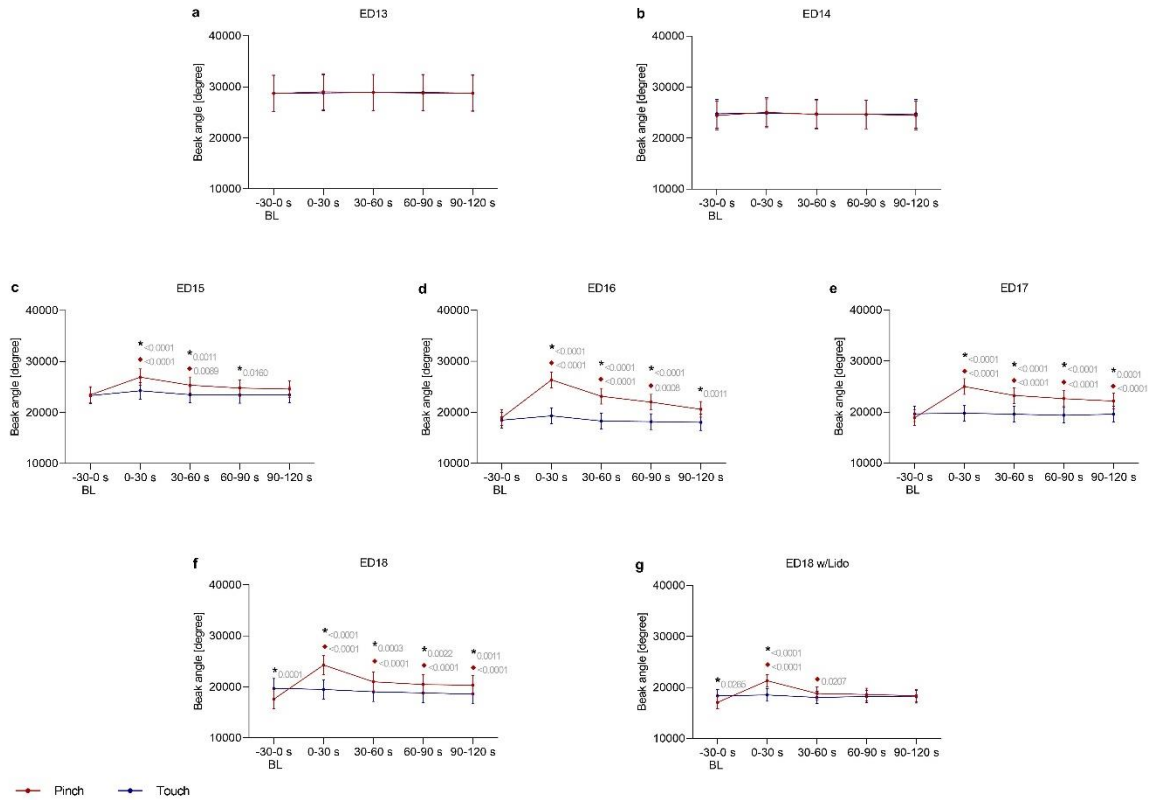 a ED13
40000
30000
20000
10000
Beak angle [degree]
-30-0 s 0-30 s 30-60 s 60-90 s 90-120 s
BL
b ED14
40000
30000
20000
10000
Beak angle [degree]
-30-0 s 0-30 s 30-60 s 60-90 s 90-120 s
BL
c ED15
40000
30000
20000
10000
Beak angle [degree]
*<0.0001 *0.0011 *0.0160
<0.0001 0.0089
-30-0 s 0-30 s 30-60 s 60-90 s 90-120 s
BL
d ED16
40000
30000
20000
10000
Beak angle [degree]
*<0.0001 *<0.0001 *<0.0001 *0.0011
<0.0001 <0.0001 0.0008
-30-0 s 0-30 s 30-60 s 60-90 s 90-120 s
BL
e ED17
40000
30000
20000
10000
Beak angle [degree]
*<0.0001 *<0.0001 *<0.0001 *0.0001
<0.0001 <0.0001 <0.0001 <0.0001
-30-0 s 0-30 s 30-60 s 60-90 s 90-120 s
BL
f ED18
40000
30000
20000
10000
Beak angle [degree]
*0.0001 *<0.0001 *0.0003 *0.0022 *0.0011
<0.0001 <0.0001 <0.0001 <0.0001
-30-0 s 0-30 s 30-60 s 60-90 s 90-120 s
BL
g ED18 w/Lido
40000
30000
20000
10000
Beak angle [degree]
*0.0265 *<0.0001
<0.0001 0.0207
-30-0 s 0-30 s 30-60 s 60-90 s 90-120 s
BL
Pinch Touch